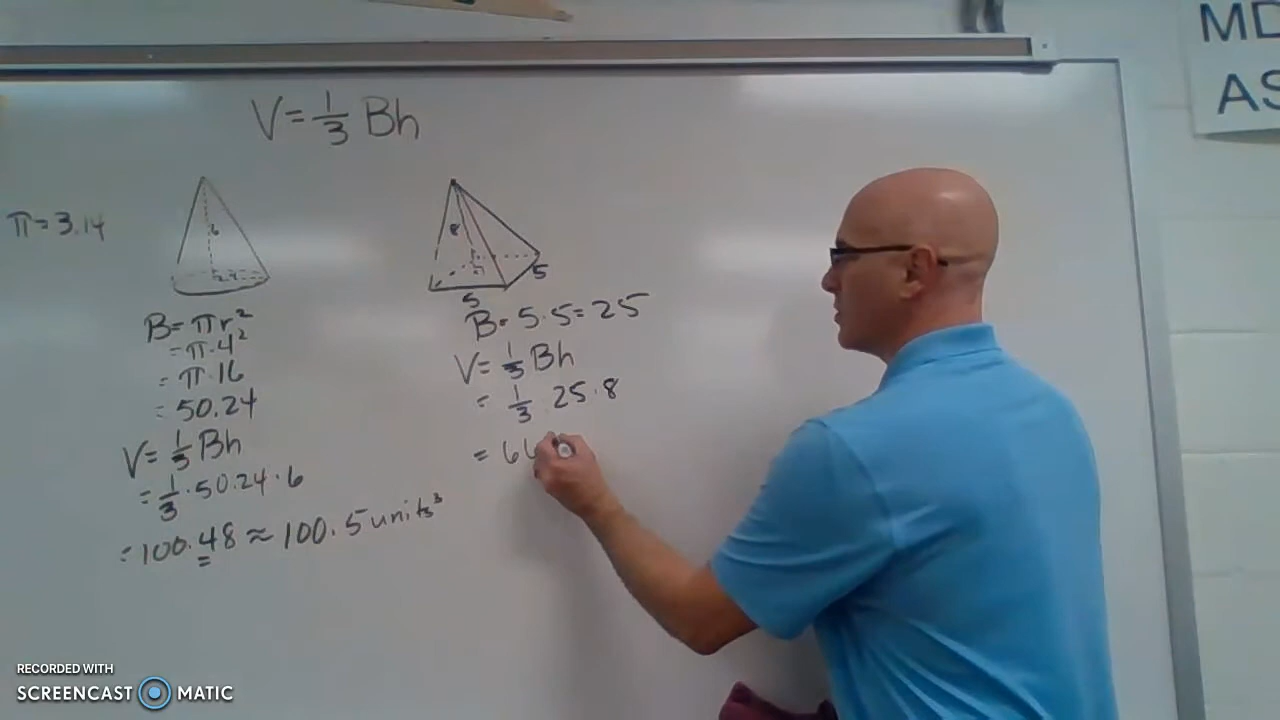 MD
AS
V = 1/3 Bh
π = 3.14
6
8
5
5
B = πr²
= π·4²
= π·16
= 50.24
V = 1/3 Bh
= 1/3 · 50.24 · 6
= 100.48 ≈ 100.5 units³
B = 5·5 = 25
V = 1/3 Bh
= 1/3 · 25 · 8
= 66
RECORDED WITH
SCREENCAST MATIC